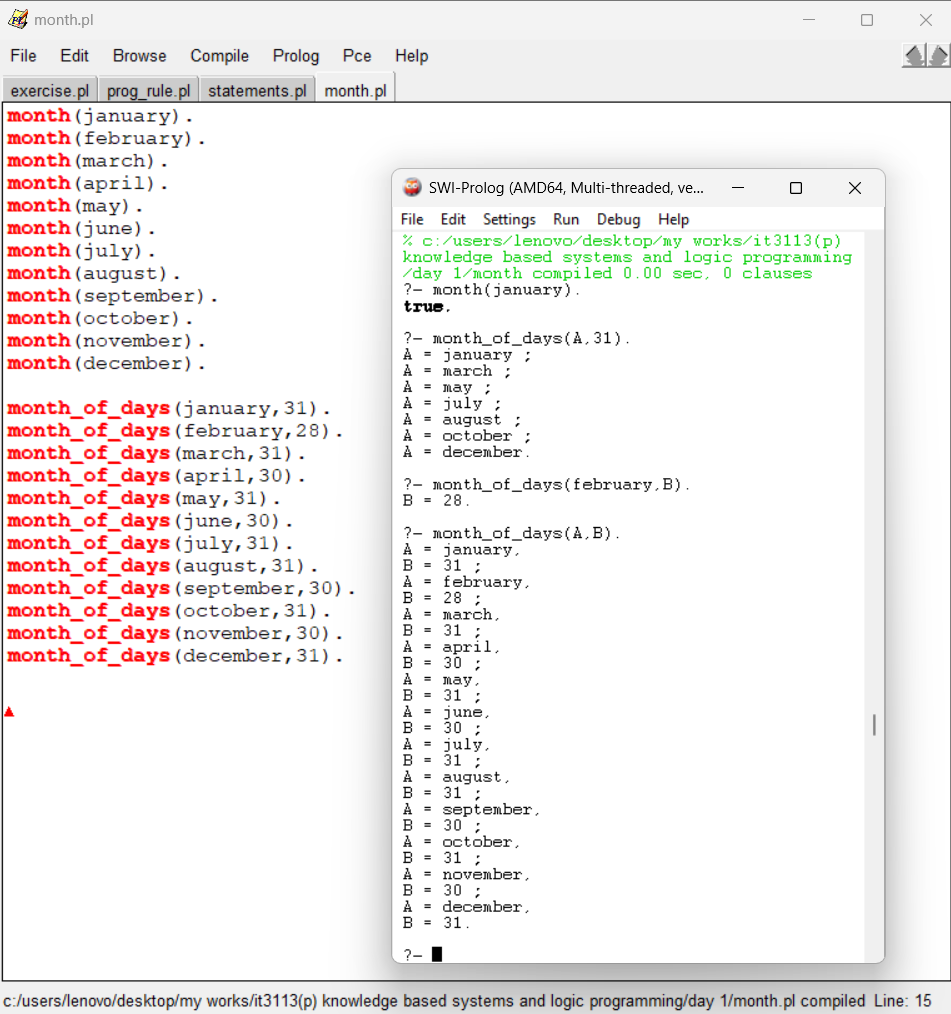 month.pl
File Edit Browse Compile Prolog Pce Help
exercise.pl prog_rule.pl statements.pl month.pl
month(january).
month(february).
month(march).
month(april).
month(may).
month(june).
month(july).
month(august).
month(september).
month(october).
month(november).
month(december).
month_of_days(january,31).
month_of_days(february,28).
month_of_days(march,31).
month_of_days(april,30).
month_of_days(may,31).
month_of_days(june,30).
month_of_days(july,31).
month_of_days(august,31).
month_of_days(september,30).
month_of_days(october,31).
month_of_days(november,30).
month_of_days(december,31).
SWI-Prolog (AMD64, Multi-threaded, ve...
File Edit Settings Run Debug Help
% c:/users/lenovo/desktop/my works/it3113(p)
knowledge based systems and logic programming
/day 1/month compiled 0.00 sec, 0 clauses
?- month(january).
true.
?- month_of_days(A,31).
A = january ;
A = march ;
A = may ;
A = july ;
A = august ;
A = october ;
A = december.
?- month_of_days(february,B).
B = 28.
?- month_of_days(A,B).
A = january,
B = 31 ;
A = february,
B = 28 ;
A = march,
B = 31 ;
A = april,
B = 30 ;
A = may,
B = 31 ;
A = june,
B = 30 ;
A = july,
B = 31 ;
A = august,
B = 31 ;
A = september,
B = 30 ;
A = october,
B = 31 ;
A = november,
B = 30 ;
A = december,
B = 31.
?-
c:/users/lenovo/desktop/my works/it3113(p) knowledge based systems and logic programming/day 1/month.pl compiled Line: 15